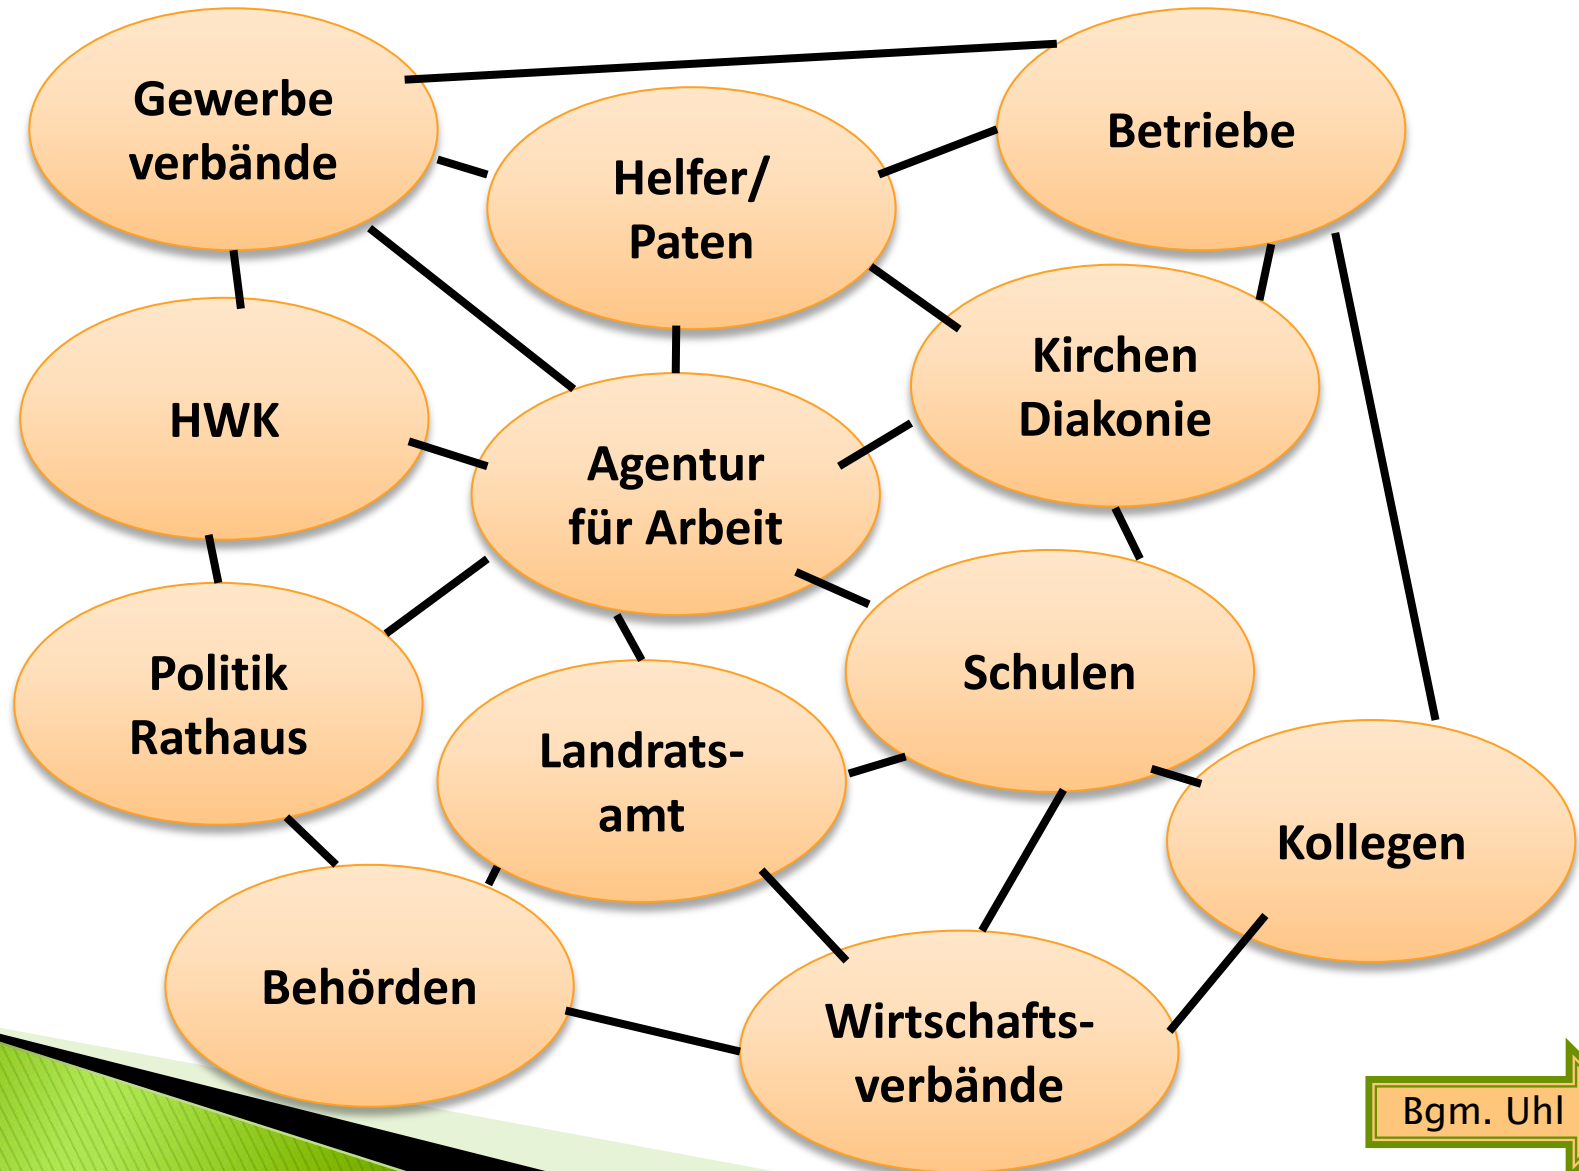 Gewerbe
verbände
Betriebe
Helfer/
Paten
Kirchen
Diakonie
HWK
Agentur
für Arbeit
Politik
Rathaus
Schulen
Landrats-
amt
Kollegen
Behörden
Wirtschafts-
verbände
Bgm. Uhl